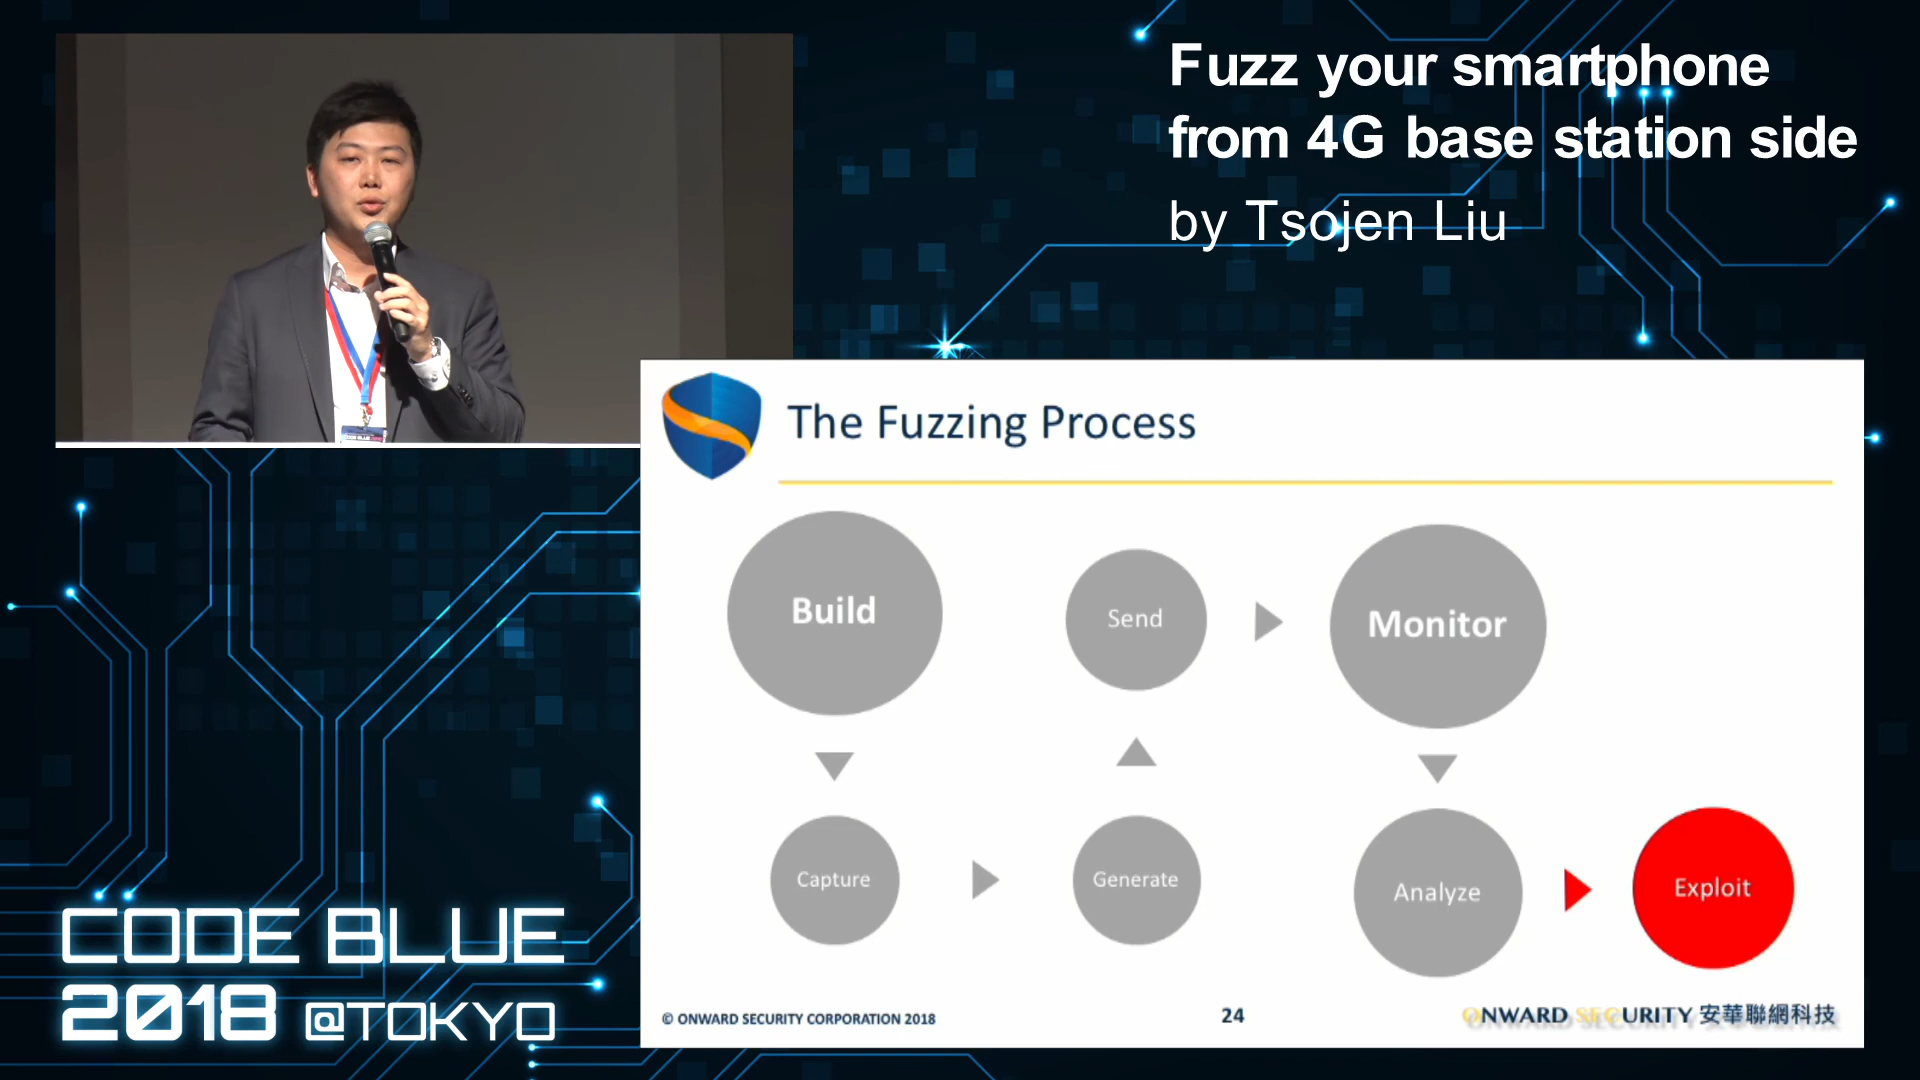 Fuzz your smartphone
from 4G base station side
by Tsojen Liu
CODE BLUE
The Fuzzing Process
Build
Send
Monitor
Capture
Generate
Analyze
Exploit
© ONWARD SECURITY CORPORATION 2018
24
ONWARD SECURITY 安華聯網科技
CODE BLUE
2018 @TOKYO